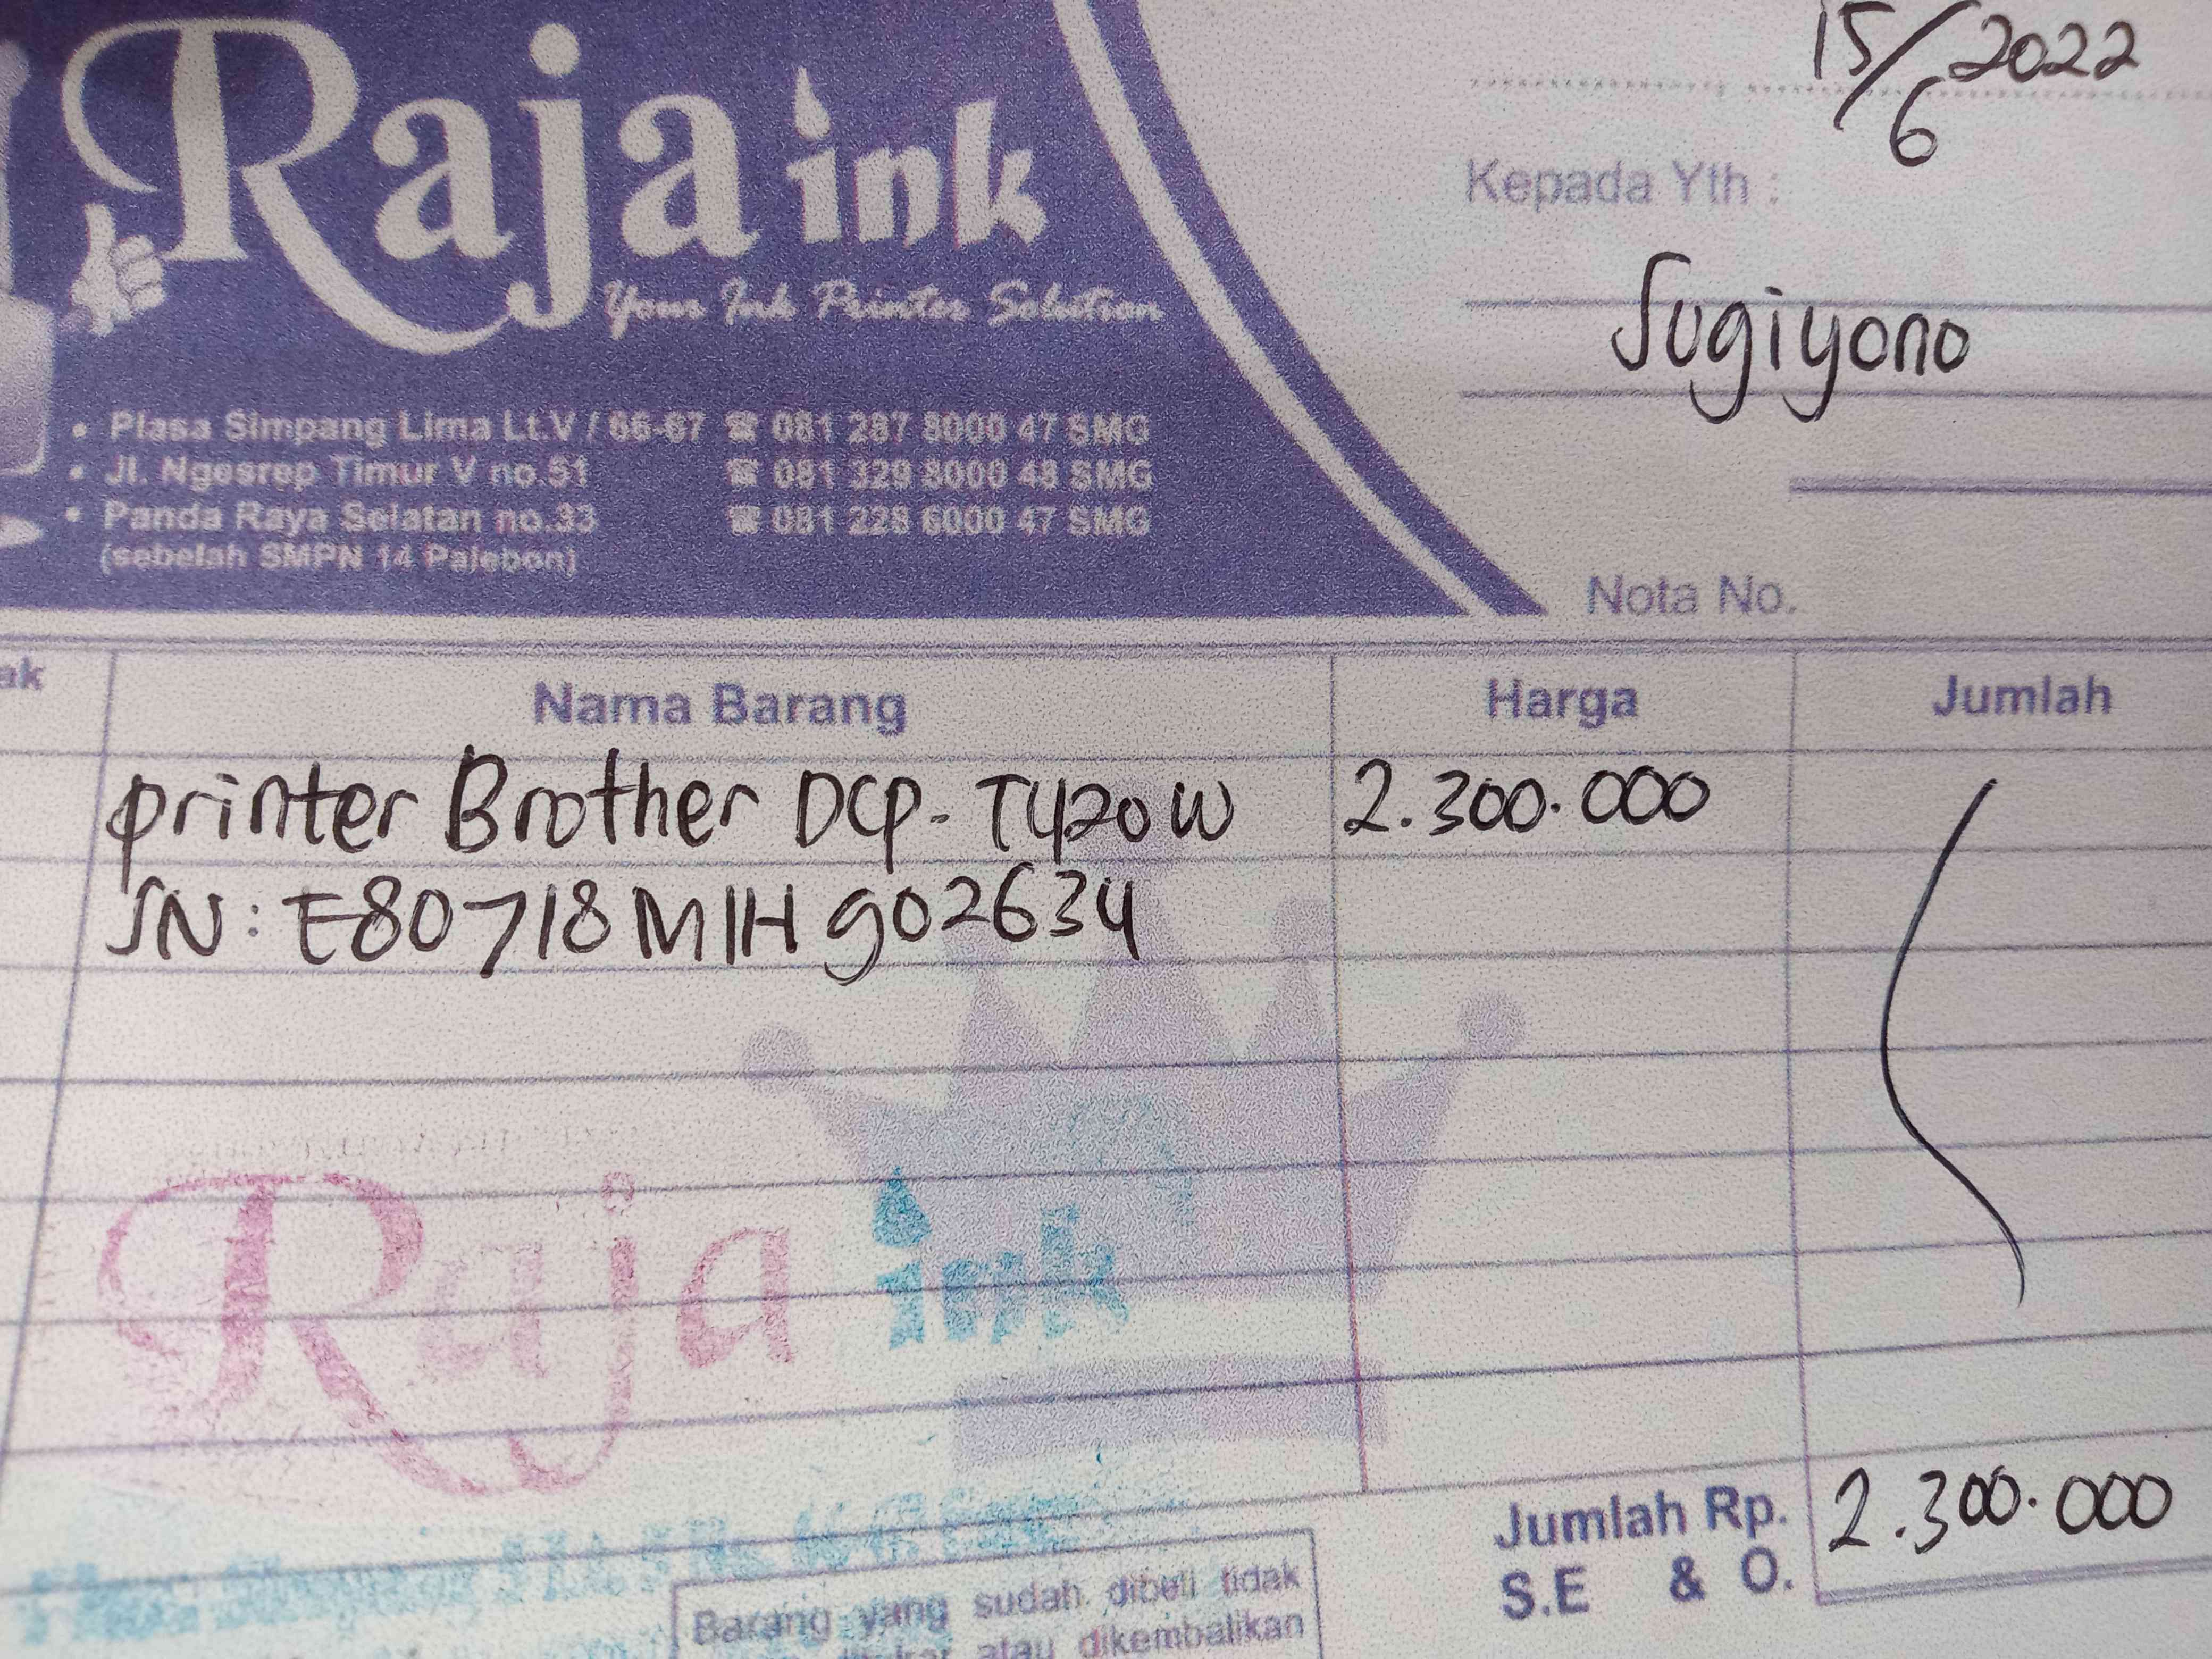 Raja ink
Your Ink Printer Solution
• Plasa Simpang Lima Lt.V / 66-67 ☎ 081 287 8000 47 SMG
• Jl. Ngesrep Timur V no.51 ☎ 081 329 8000 48 SMG
• Panda Raya Selatan no.33 ☎ 081 228 6000 47 SMG
(sebelah SMPN 14 Palebon)
15/6 2022
Kepada Yth :
Sugiyono
Nota No.
ak Nama Barang Harga Jumlah
printer Brother DCP-T420W 2.300.000
SN: E80718M1H902634
Raja ink
Jumlah Rp. 2.300.000
S.E & O.
Barang yang sudah dibeli tidak
atau dikembalikan